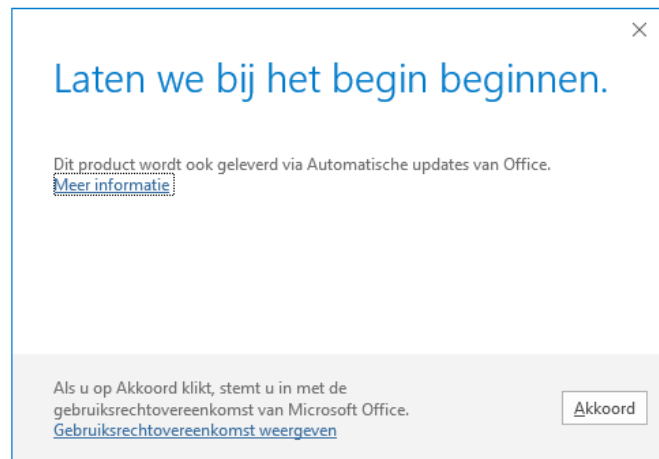 Laten we bij het begin beginnen.
Dit product wordt ook geleverd via Automatische updates van Office.
Meer informatie
Als u op Akkoord klikt, stemt u in met de
gebruiksrechtovereenkomst van Microsoft Office.
Gebruiksrechtovereenkomst weergeven
Akkoord